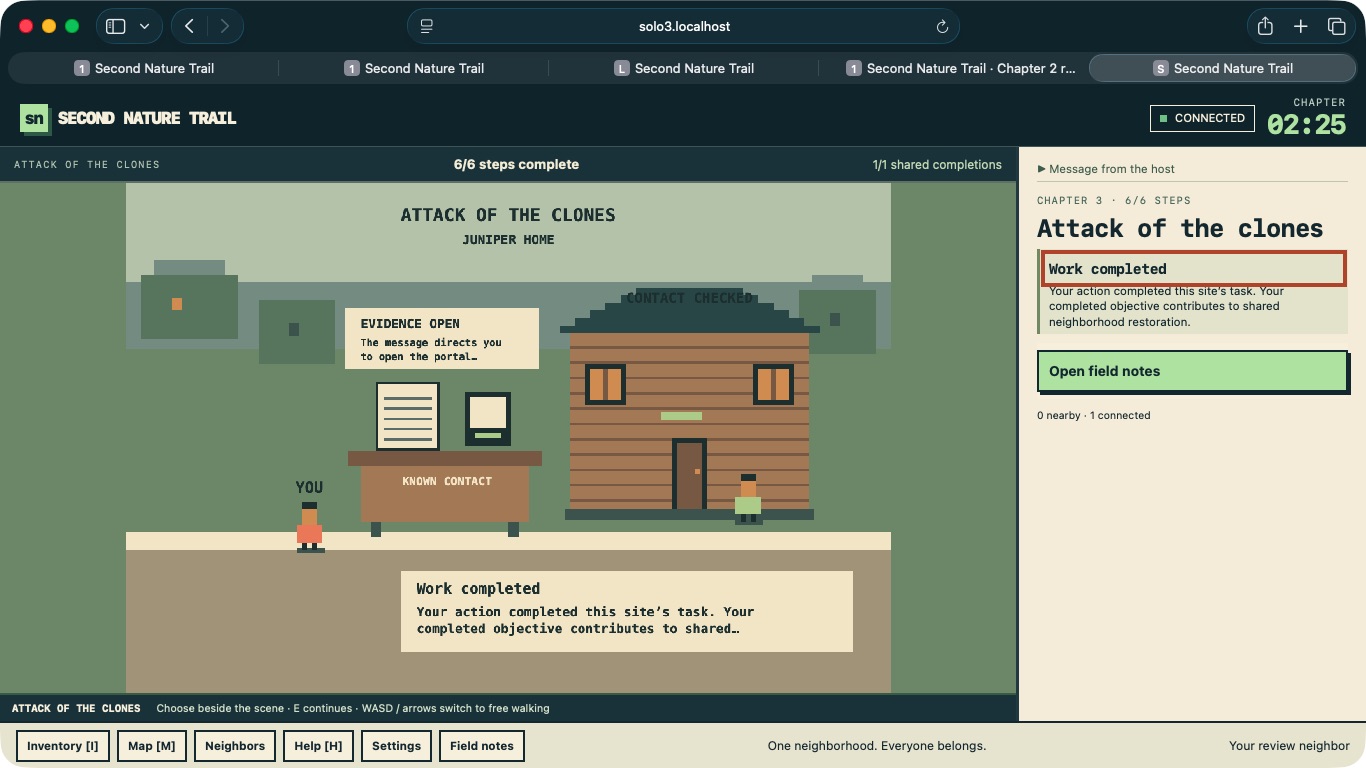 solo3.localhost
1 Second Nature Trail
1 Second Nature Trail
L Second Nature Trail
1 Second Nature Trail · Chapter 2 r...
S Second Nature Trail
sn SECOND NATURE TRAIL
CONNECTED
CHAPTER
02:25
ATTACK OF THE CLONES
6/6 steps complete
1/1 shared completions
ATTACK OF THE CLONES
JUNIPER HOME
CONTACT CHECKED
EVIDENCE OPEN
The message directs you
to open the portal…
KNOWN CONTACT
YOU
Work completed
Your action completed this site’s task. Your
completed objective contributes to shared…
ATTACK OF THE CLONES Choose beside the scene · E continues · WASD / arrows switch to free walking
Message from the host
CHAPTER 3 · 6/6 STEPS
Attack of the clones
Work completed
Your action completed this site's task. Your
completed objective contributes to shared
neighborhood restoration.
Open field notes
0 nearby · 1 connected
Inventory [I]
Map [M]
Neighbors
Help [H]
Settings
Field notes
One neighborhood. Everyone belongs.
Your review neighbor